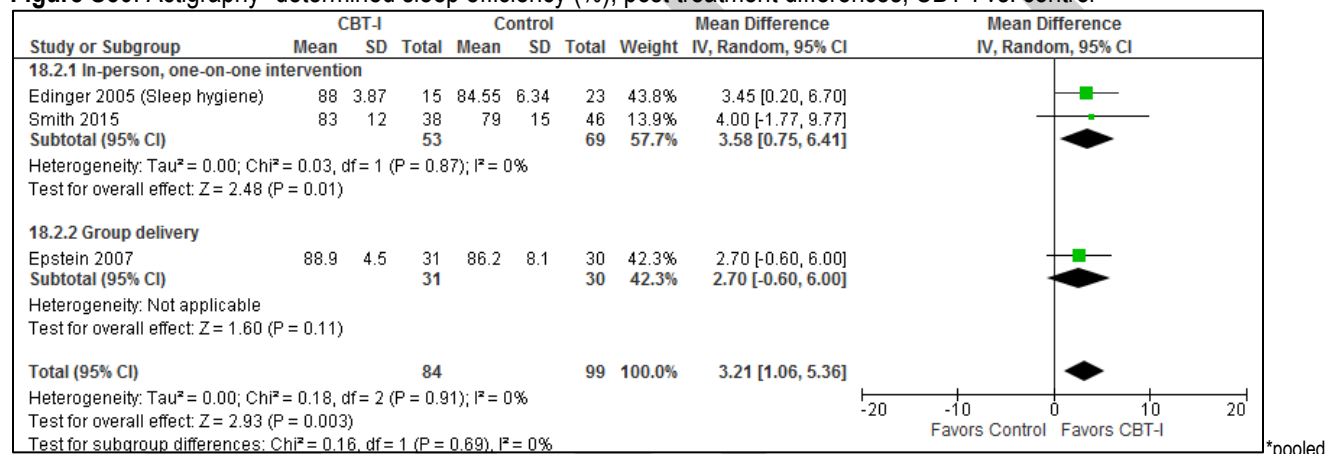 CBT-I Control Mean Difference Mean Difference
Study or Subgroup Mean SD Total Mean SD Total Weight IV, Random, 95% CI IV, Random, 95% CI
18.2.1 In-person, one-on-one intervention
Edinger 2005 (Sleep hygiene) 88 3.87 15 84.55 6.34 23 43.8% 3.45 [0.20, 6.70]
Smith 2015 83 12 38 79 15 46 13.9% 4.00 [-1.77, 9.77]
Subtotal (95% CI) 53 69 57.7% 3.58 [0.75, 6.41]
Heterogeneity: Tau² = 0.00; Chi² = 0.03, df = 1 (P = 0.87); I² = 0%
Test for overall effect: Z = 2.48 (P = 0.01)
18.2.2 Group delivery
Epstein 2007 88.9 4.5 31 86.2 8.1 30 42.3% 2.70 [-0.60, 6.00]
Subtotal (95% CI) 31 30 42.3% 2.70 [-0.60, 6.00]
Heterogeneity: Not applicable
Test for overall effect: Z = 1.60 (P = 0.11)
Total (95% CI) 84 99 100.0% 3.21 [1.06, 5.36]
Heterogeneity: Tau² = 0.00; Chi² = 0.18, df = 2 (P = 0.91); I² = 0%
Test for overall effect: Z = 2.93 (P = 0.003)
Test for subgroup differences: Chi² = 0.16, df = 1 (P = 0.69), I² = 0%
-20 -10 0 10 20
Favors Control Favors CBT-I
*pooled